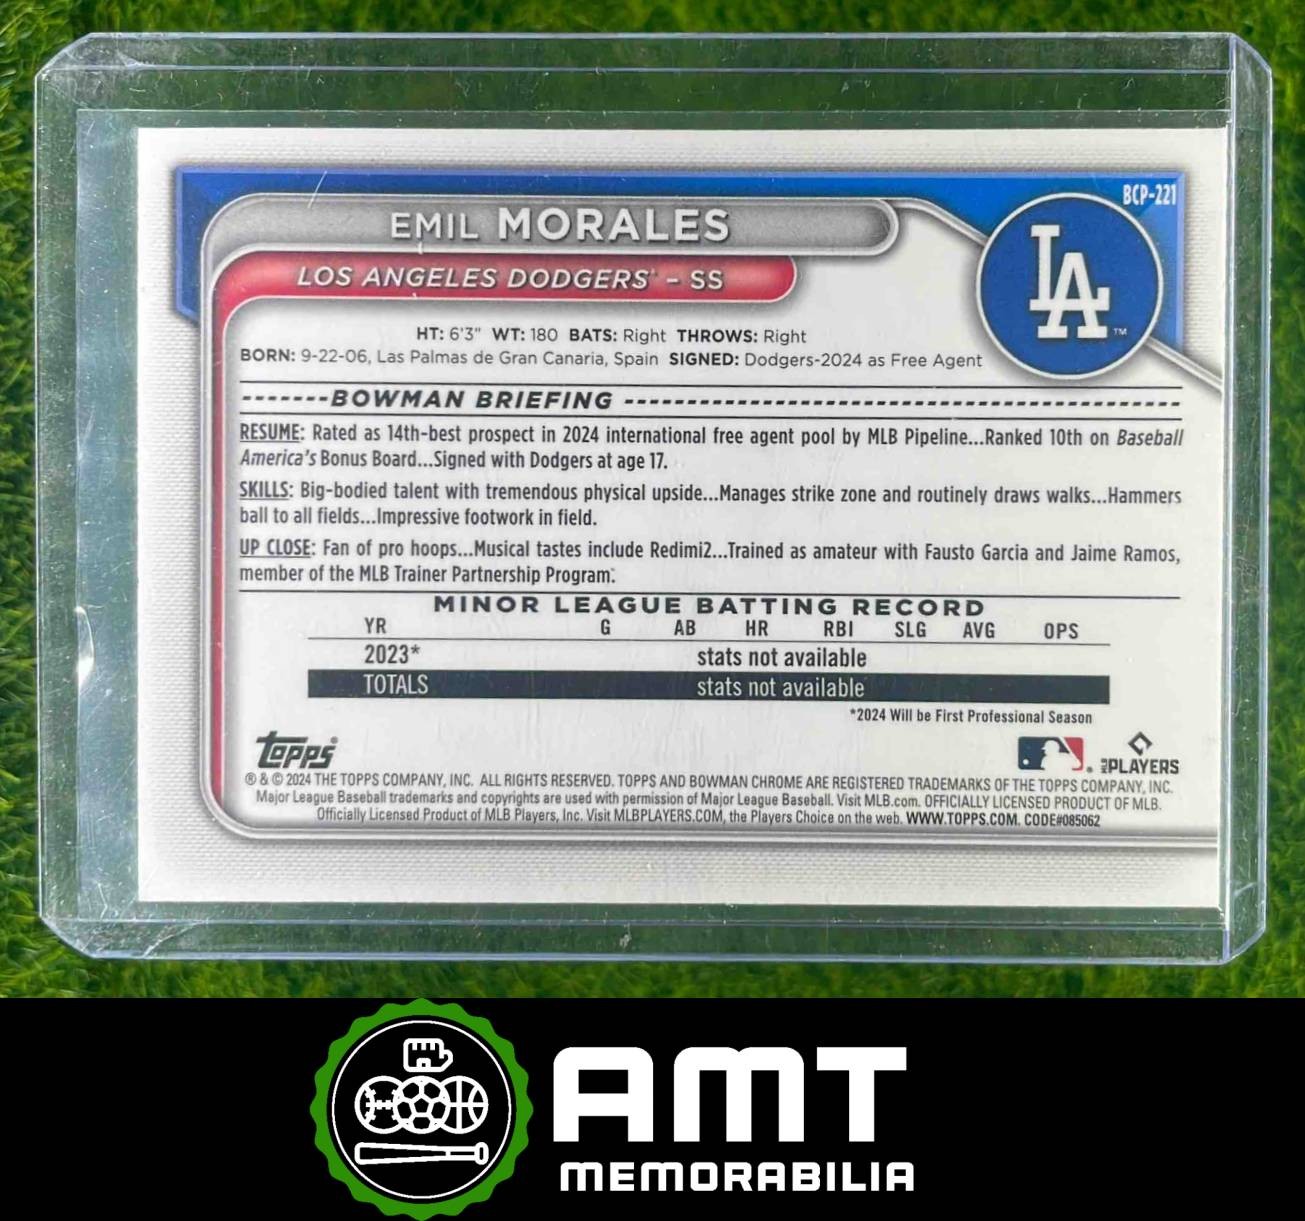 BCP-221
EMIL MORALES
LOS ANGELES DODGERS® - SS
LA™
HT: 6'3" WT: 180 BATS: Right THROWS: Right
BORN: 9-22-06, Las Palmas de Gran Canaria, Spain SIGNED: Dodgers-2024 as Free Agent
-------BOWMAN BRIEFING -------------------------------------------
RESUME: Rated as 14th-best prospect in 2024 international free agent pool by MLB Pipeline...Ranked 10th on Baseball
America's Bonus Board...Signed with Dodgers at age 17.
SKILLS: Big-bodied talent with tremendous physical upside...Manages strike zone and routinely draws walks...Hammers
ball to all fields...Impressive footwork in field.
UP CLOSE: Fan of pro hoops...Musical tastes include Redimi2...Trained as amateur with Fausto Garcia and Jaime Ramos,
member of the MLB Trainer Partnership Program.
MINOR LEAGUE BATTING RECORD
YR G AB HR RBI SLG AVG OPS
2023* stats not available
TOTALS stats not available
*2024 Will be First Professional Season
Topps®
MLB PLAYERS
® & © 2024 THE TOPPS COMPANY, INC. ALL RIGHTS RESERVED. TOPPS AND BOWMAN CHROME ARE REGISTERED TRADEMARKS OF THE TOPPS COMPANY, INC.
Major League Baseball trademarks and copyrights are used with permission of Major League Baseball. Visit MLB.com. OFFICIALLY LICENSED PRODUCT OF MLB.
Officially Licensed Product of MLB Players, Inc. Visit MLBPLAYERS.COM, the Players Choice on the web. WWW.TOPPS.COM. CODE#085062
AMT
MEMORABILIA